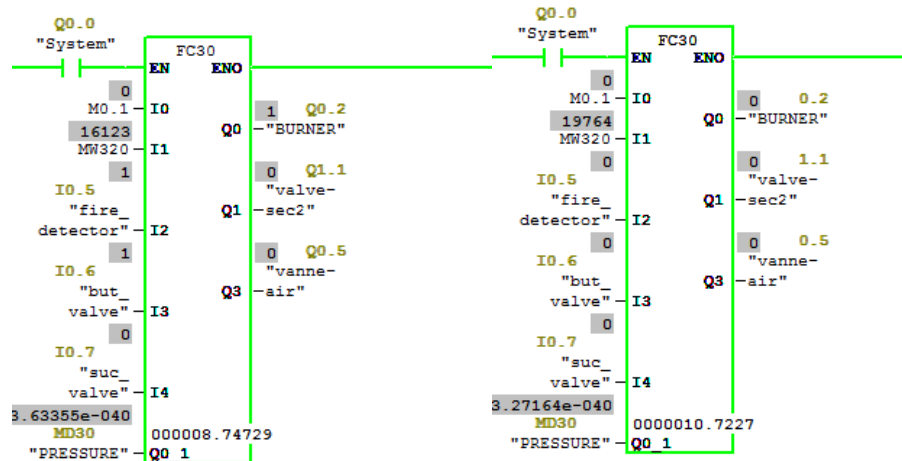 Q0.0
"System"
FC30
EN ENO
0
M0.1 I0
16123
MW320 I1
1
I0.5
"fire_
detector" I2
1
I0.6
"but_
valve" I3
0
I0.7
"suc_
valve" I4
3.63355e-040
MD30 000008.74729
"PRESSURE" Q0_1
1 Q0.2
Q0 "BURNER"
0 Q1.1
"valve-
Q1 sec2"
0 Q0.5
"vanne-
Q3 air"
Q0.0
"System"
FC30
EN ENO
0
M0.1 I0
19764
MW320 I1
0
I0.5
"fire_
detector" I2
0
I0.6
"but_
valve" I3
0
I0.7
"suc_
valve" I4
3.27164e-040
MD30 0000010.7227
"PRESSURE" Q0_1
0 0.2
Q0 "BURNER"
0 1.1
"valve-
Q1 sec2"
0 0.5
"vanne-
Q3 air"